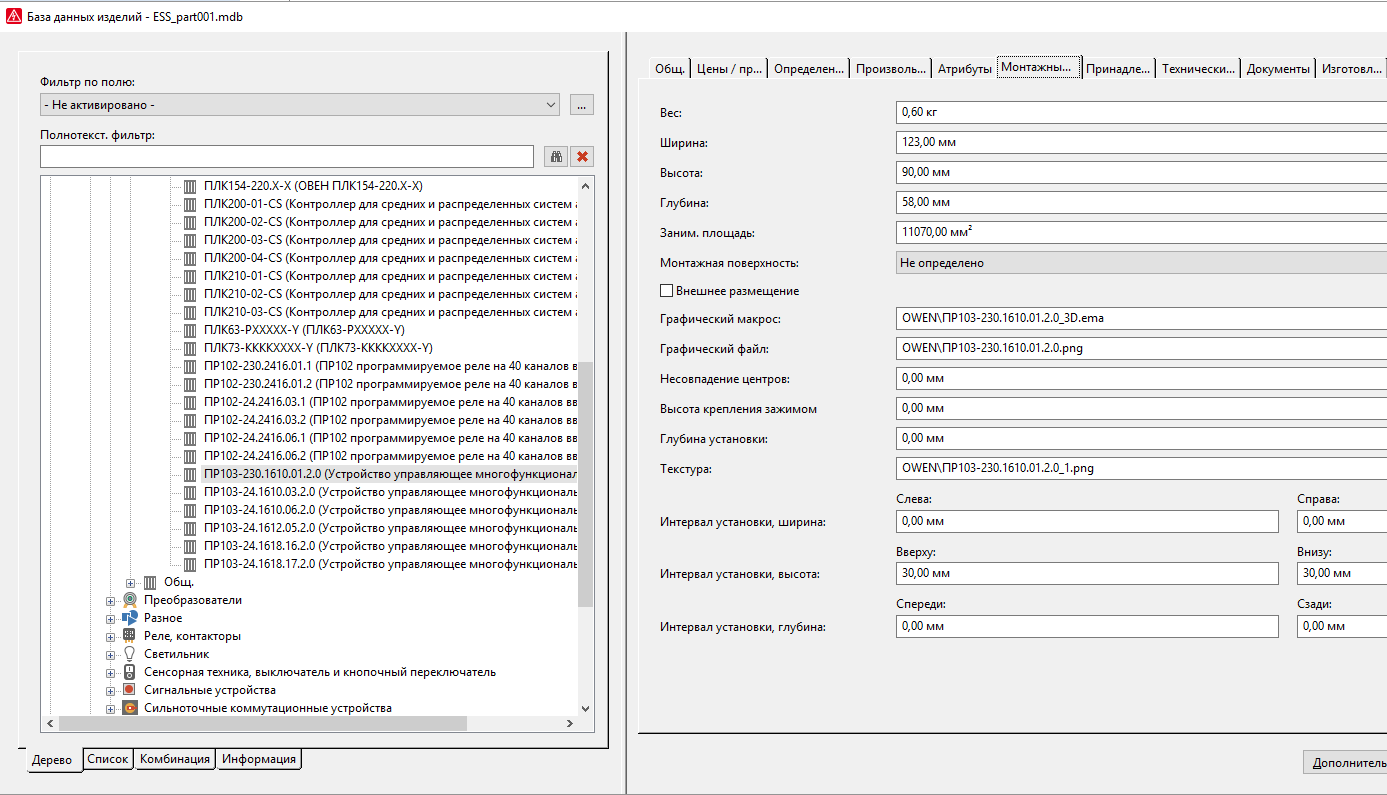 База данных изделий - ESS_part001.mdb
Фильтр по полю:
- Не активировано -
...
Полнотекст. фильтр:
ПЛК154-220.X-X (ОВЕН ПЛК154-220.X-X)
ПЛК200-01-CS (Контроллер для средних и распределенных систем а
ПЛК200-02-CS (Контроллер для средних и распределенных систем а
ПЛК200-03-CS (Контроллер для средних и распределенных систем а
ПЛК200-04-CS (Контроллер для средних и распределенных систем а
ПЛК210-01-CS (Контроллер для средних и распределенных систем а
ПЛК210-02-CS (Контроллер для средних и распределенных систем а
ПЛК210-03-CS (Контроллер для средних и распределенных систем а
ПЛК63-PXXXXX-Y (ПЛК63-PXXXXX-Y)
ПЛК73-KKKKXXXX-Y (ПЛК73-KKKKXXXX-Y)
ПР102-230.2416.01.1 (ПР102 программируемое реле на 40 каналов вв
ПР102-230.2416.01.2 (ПР102 программируемое реле на 40 каналов вв
ПР102-24.2416.03.1 (ПР102 программируемое реле на 40 каналов вв
ПР102-24.2416.03.2 (ПР102 программируемое реле на 40 каналов вв
ПР102-24.2416.06.1 (ПР102 программируемое реле на 40 каналов вв
ПР102-24.2416.06.2 (ПР102 программируемое реле на 40 каналов вв
ПР103-230.1610.01.2.0 (Устройство управляющее многофункционал
ПР103-24.1610.03.2.0 (Устройство управляющее многофункциональ
ПР103-24.1610.06.2.0 (Устройство управляющее многофункциональ
ПР103-24.1612.05.2.0 (Устройство управляющее многофункциональ
ПР103-24.1618.16.2.0 (Устройство управляющее многофункциональ
ПР103-24.1618.17.2.0 (Устройство управляющее многофункциональ
Общ.
Преобразователи
Разное
Реле, контакторы
Светильник
Сенсорная техника, выключатель и кнопочный переключатель
Сигнальные устройства
Сильноточные коммутационные устройства
Дерево Список Комбинация Информация
Общ. Цены / пр... Определен... Произволь... Атрибуты Монтажны... Принадле... Технически... Документы Изготовл...
Вес: 0,60 кг
Ширина: 123,00 мм
Высота: 90,00 мм
Глубина: 58,00 мм
Заним. площадь: 11070,00 мм²
Монтажная поверхность: Не определено
Внешнее размещение
Графический макрос: OWEN\ПР103-230.1610.01.2.0_3D.ema
Графический файл: OWEN\ПР103-230.1610.01.2.0.png
Несовпадение центров: 0,00 мм
Высота крепления зажимом 0,00 мм
Глубина установки: 0,00 мм
Текстура: OWEN\ПР103-230.1610.01.2.0_1.png
Слева: Справа:
Интервал установки, ширина: 0,00 мм 0,00 мм
Вверху: Внизу:
Интервал установки, высота: 30,00 мм 30,00 мм
Спереди: Сзади:
Интервал установки, глубина: 0,00 мм 0,00 мм
Дополнитель